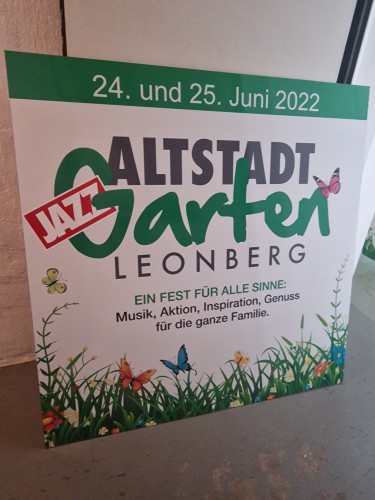 24. und 25. Juni 2022
ALTSTADT
JAZZ Garten
LEONBERG
EIN FEST FÜR ALLE SINNE:
Musik, Aktion, Inspiration, Genuss
für die ganze Familie.